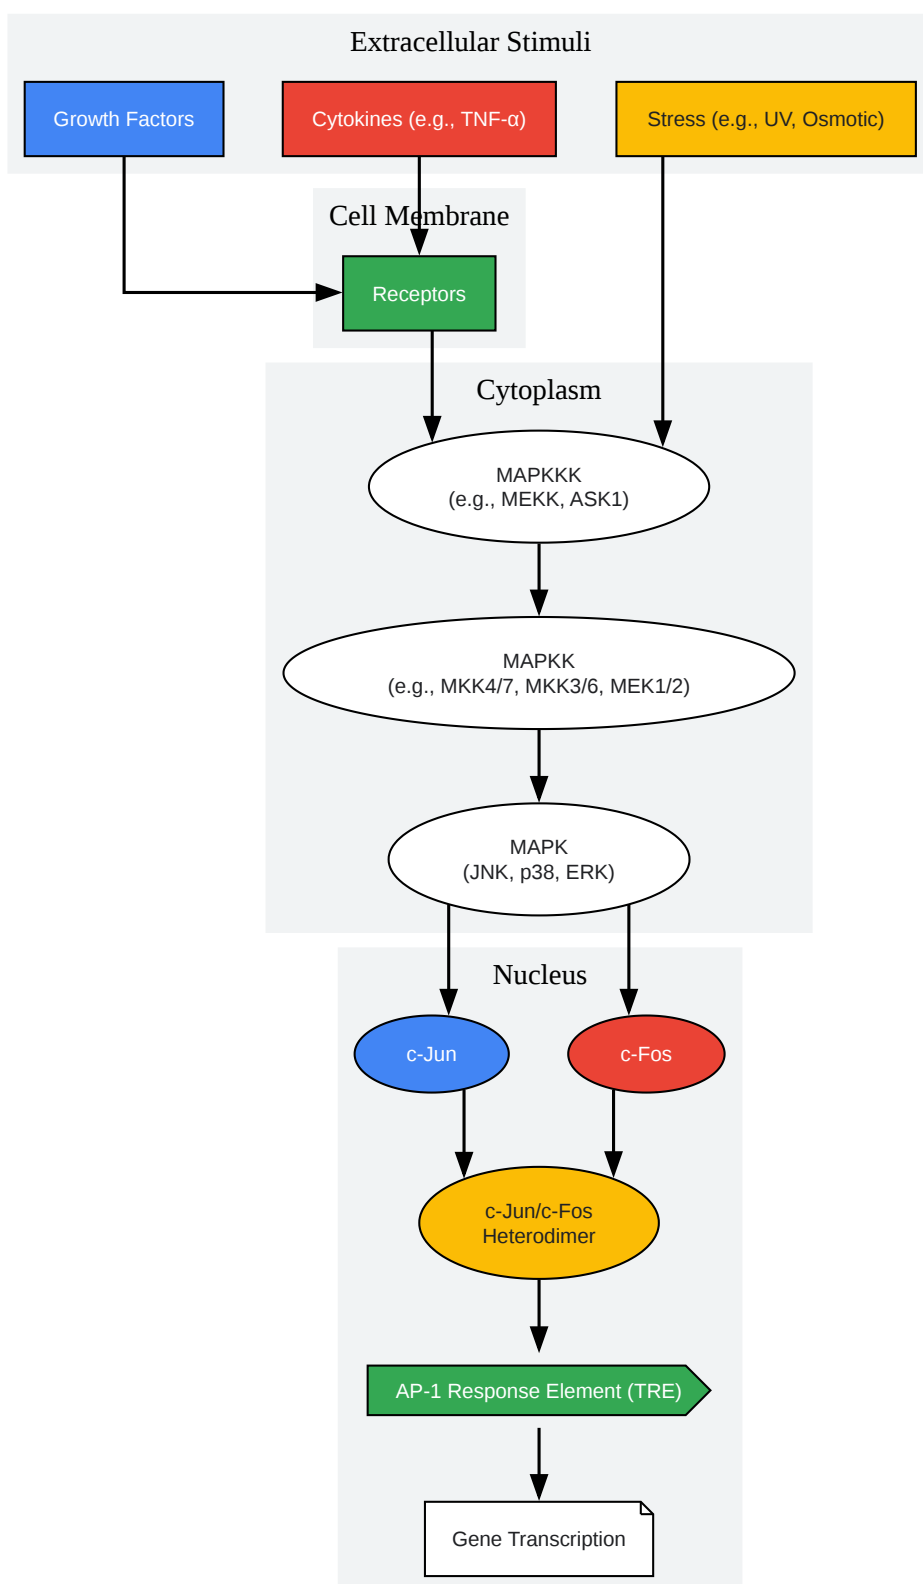 Extracellular Stimuli
Growth Factors
Cytokines (e.g., TNF-α)
Stress (e.g., UV, Osmotic)
Cell Membrane
Receptors
Cytoplasm
MAPKKK
(e.g., MEKK, ASK1)
MAPKK
(e.g., MKK4/7, MKK3/6, MEK1/2)
MAPK
(JNK, p38, ERK)
Nucleus
c-Jun
c-Fos
c-Jun/c-Fos
Heterodimer
AP-1 Response Element (TRE)
Gene Transcription